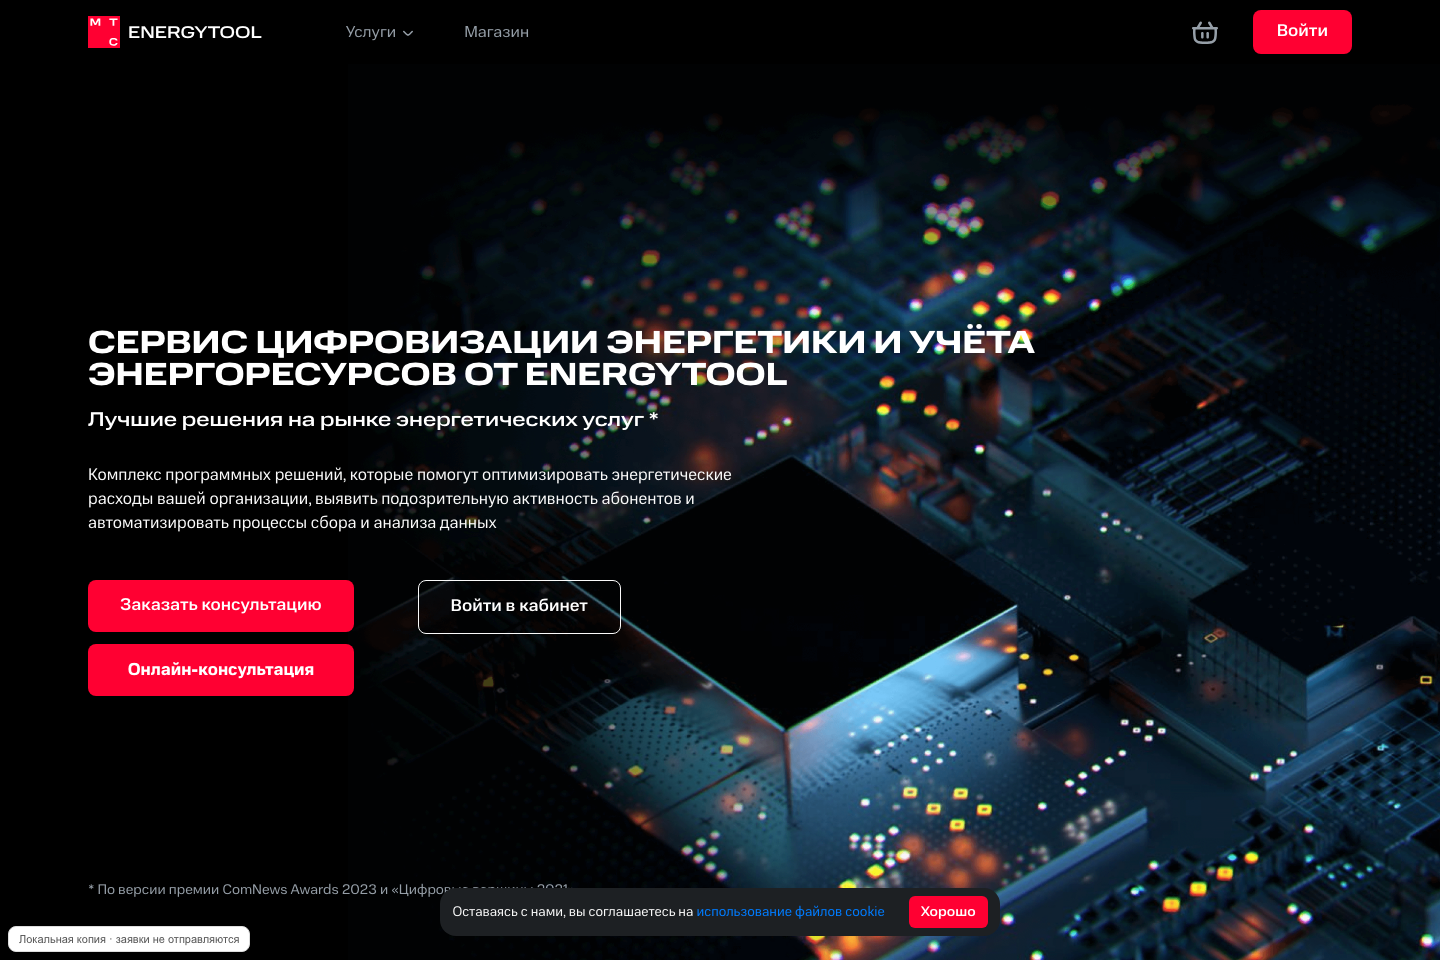 МТС ENERGYTOOL
Услуги
Магазин
Войти
СЕРВИС ЦИФРОВИЗАЦИИ ЭНЕРГЕТИКИ И УЧЁТА
ЭНЕРГОРЕСУРСОВ ОТ ENERGYTOOL
Лучшие решения на рынке энергетических услуг *
Комплекс программных решений, которые помогут оптимизировать энергетические
расходы вашей организации, выявить подозрительную активность абонентов и
автоматизировать процессы сбора и анализа данных
Заказать консультацию
Войти в кабинет
Онлайн-консультация
* По версии премии ComNews Awards 2023 и
Оставаясь с нами, вы соглашаетесь на использование файлов cookie
Хорошо
Локальная копия · заявки не отправляются